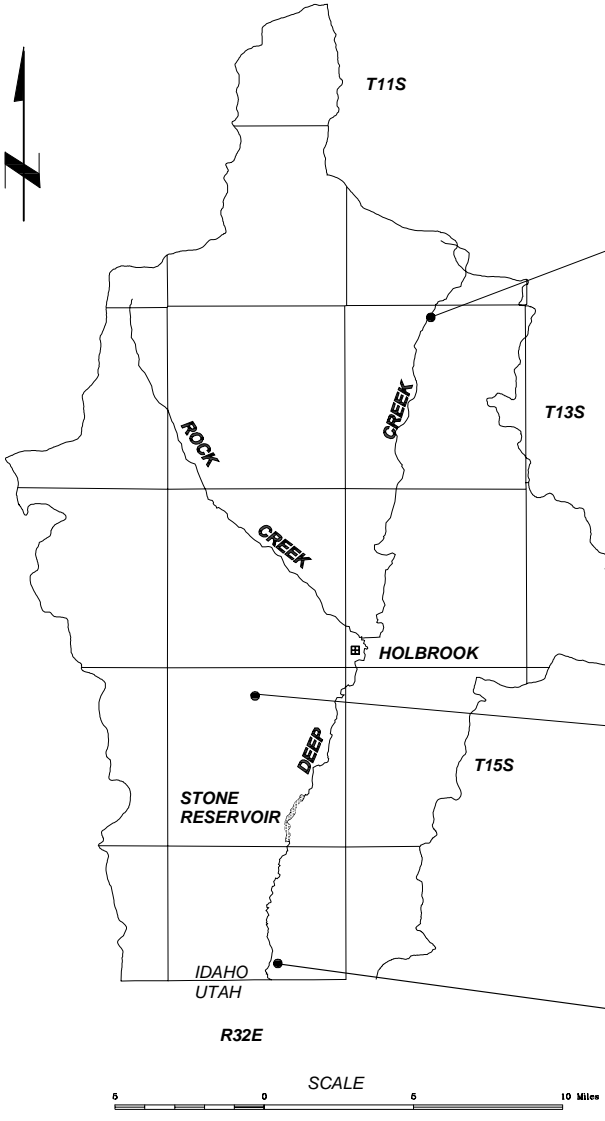 T11S
N
T13S
CREEK
ROCK
CREEK
HOLBROOK
DEEP
T15S
STONE
RESERVOIR
IDAHO
UTAH
R32E
SCALE
5 0 5 10 Miles